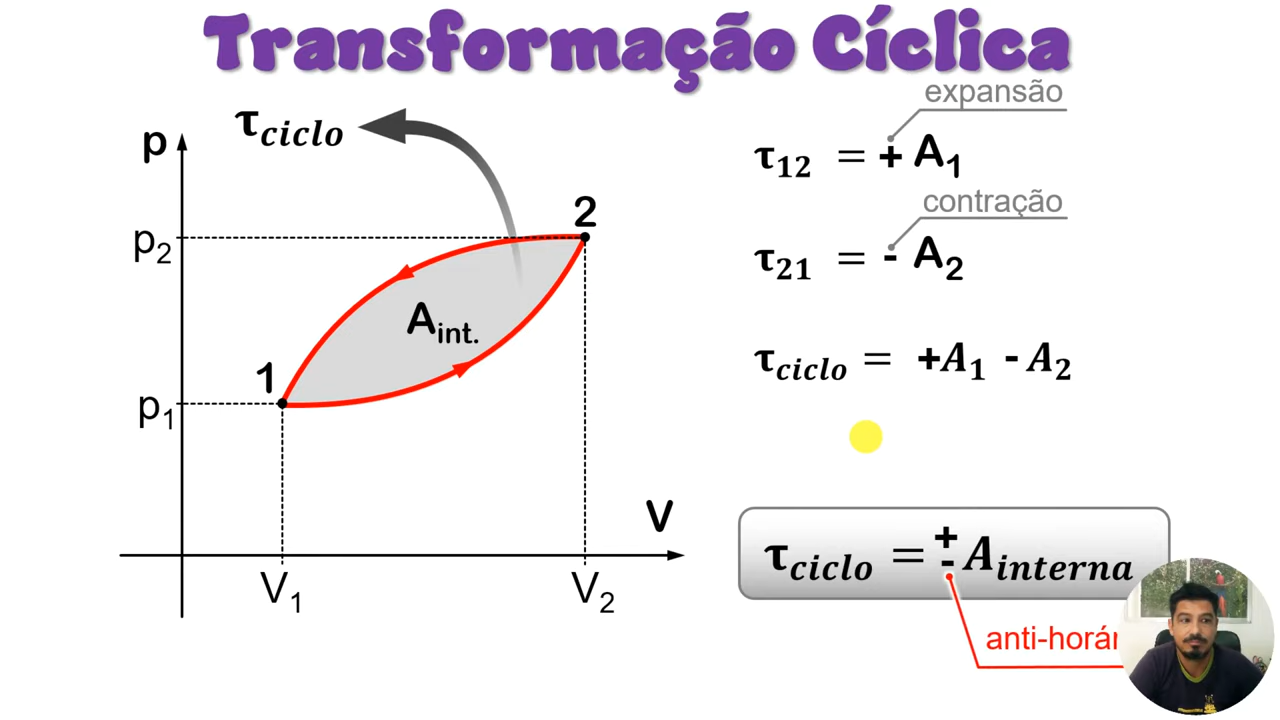 Transformação Cíclica
expansão
τciclo
p
τ12 = + A1
contração
2
p2
τ21 = - A2
Aint.
τciclo = +A1 - A2
1
p1
V
τciclo = +- Ainterna
V1
V2